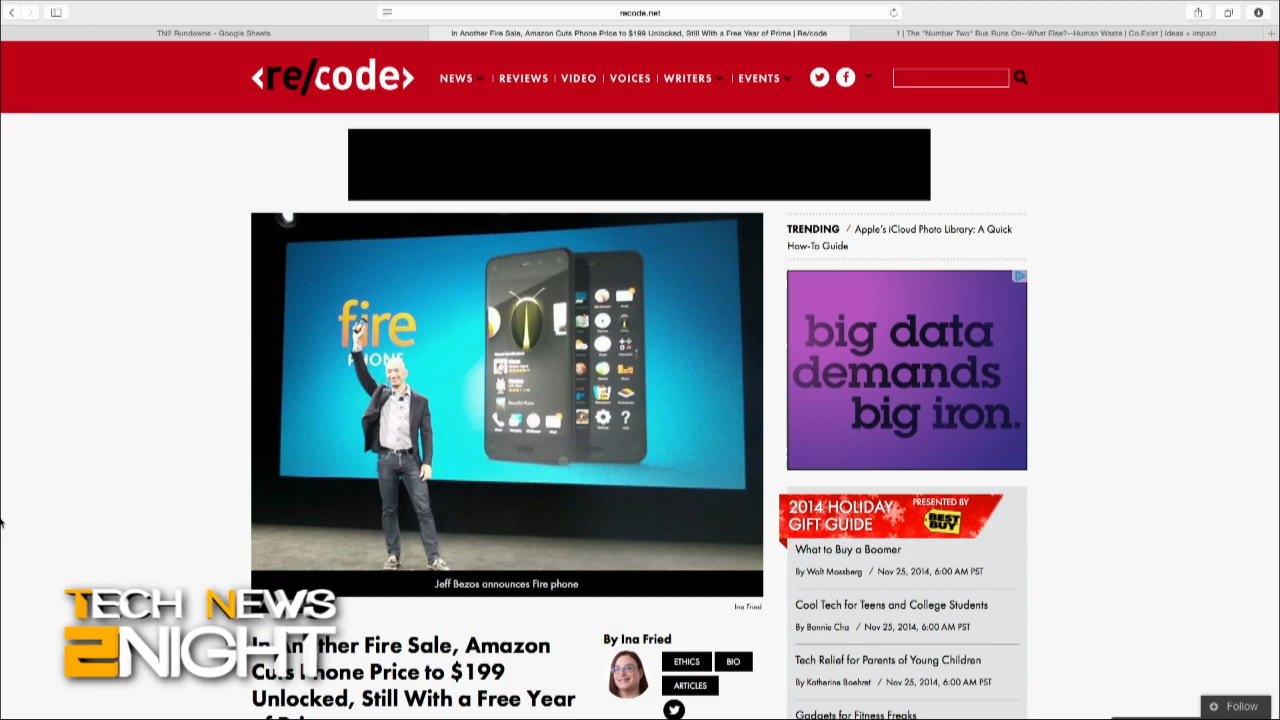 recode.net
TN2 Rundowns - Google Sheets
In Another Fire Sale, Amazon Cuts Phone Price to $199 Unlocked, Still With a Free Year of Prime | Re/code
1 | The "Number Two" Bus Runs On--What Else?--Human Waste | Co.Exist | ideas + impact
<re/code>
NEWS
REVIEWS
VIDEO
VOICES
WRITERS
EVENTS
TRENDING / Apple's iCloud Photo Library: A Quick
How-To Guide
fire
PHONE
big data
demands
big iron.
Jeff Bezos announces Fire phone
Ina Fried
2014 HOLIDAY
GIFT GUIDE
PRESENTED BY
BEST
BUY
What to Buy a Boomer
By Walt Mossberg / Nov 25, 2014, 6:00 AM PST
Cool Tech for Teens and College Students
By Bonnie Cha / Nov 25, 2014, 6:00 AM PST
Tech Relief for Parents of Young Children
By Katherine Boehret / Nov 25, 2014, 6:00 AM PST
Gadgets for Fitness Freaks
TECH NEWS
2NIGHT
In Another Fire Sale, Amazon
Cuts Phone Price to $199
Unlocked, Still With a Free Year
of Prime
By Ina Fried
ETHICS
BIO
ARTICLES
Follow